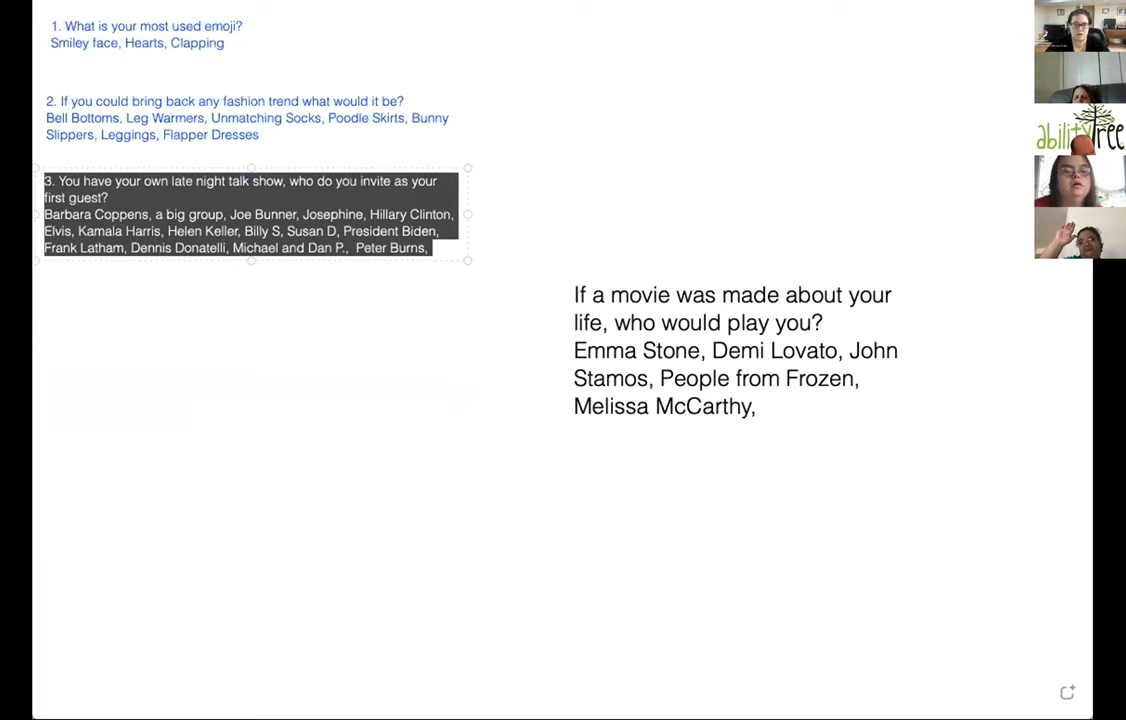 1. What is your most used emoji?
Smiley face, Hearts, Clapping
2. If you could bring back any fashion trend what would it be?
Bell Bottoms, Leg Warmers, Unmatching Socks, Poodle Skirts, Bunny
Slippers, Leggings, Flapper Dresses
3. You have your own late night talk show, who do you invite as your
first guest?
Barbara Coppens, a big group, Joe Bunner, Josephine, Hillary Clinton,
Elvis, Kamala Harris, Helen Keller, Billy S, Susan D, President Biden,
Frank Latham, Dennis Donatelli, Michael and Dan P.,  Peter Burns,
If a movie was made about your
life, who would play you?
Emma Stone, Demi Lovato, John
Stamos, People from Frozen,
Melissa McCarthy,
abilitree